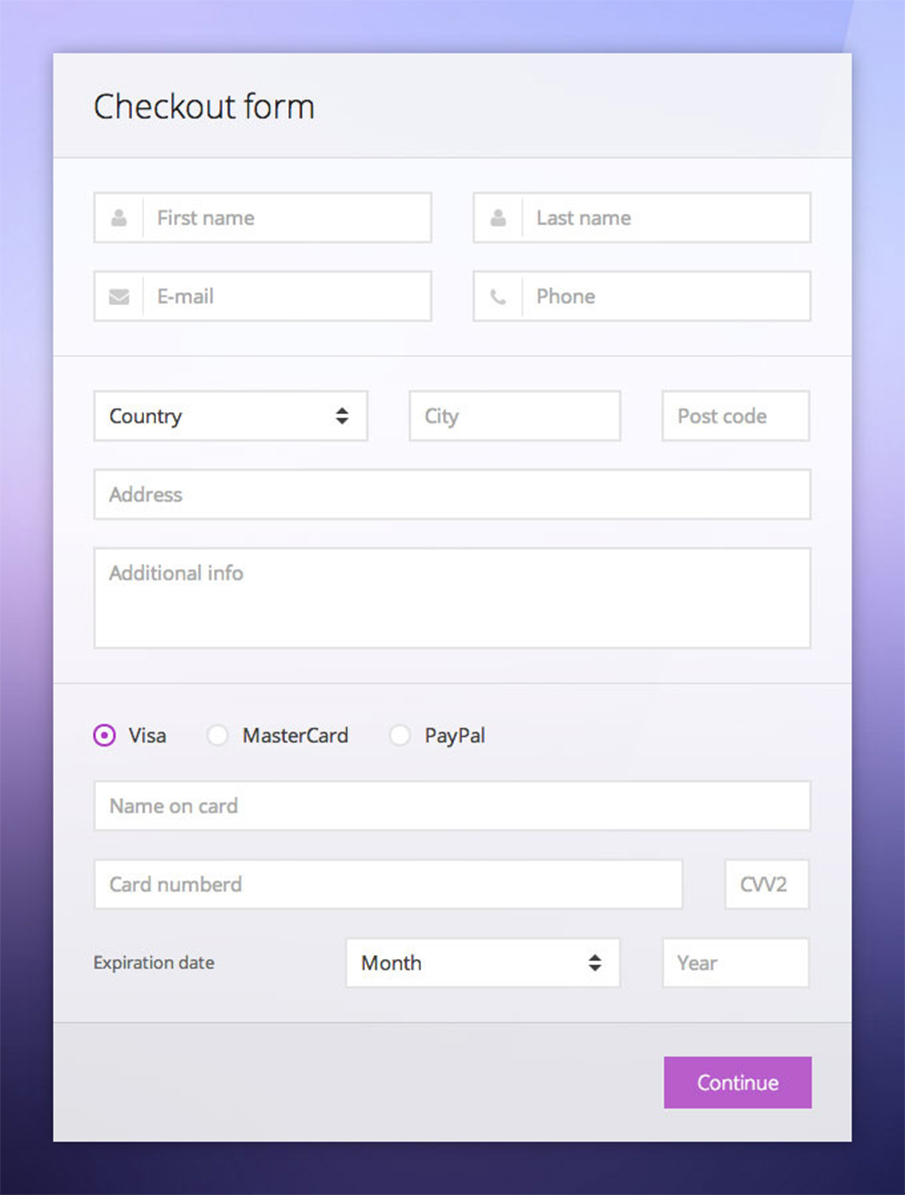 Checkout form
First name Last name
E-mail Phone
Country City Post code
Address
Additional info
Visa MasterCard PayPal
Name on card
Card numberd CVV2
Expiration date Month Year
Continue